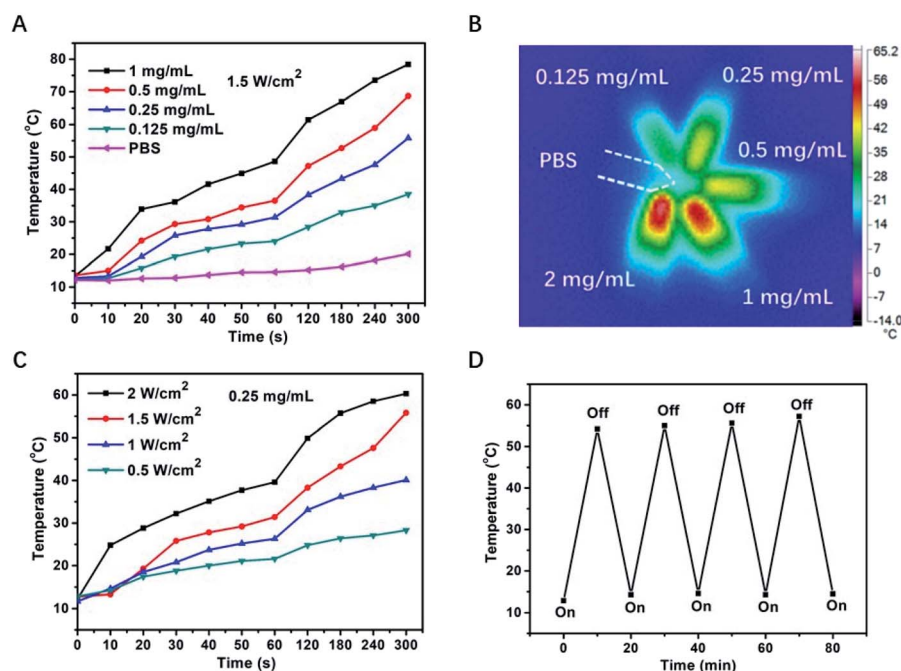 A
Temperature (°C)
80
70
60
50
40
30
20
10
1 mg/mL
0.5 mg/mL
0.25 mg/mL
0.125 mg/mL
PBS
1.5 W/cm²
0 10 20 30 40 50 60 120 180 240 300
Time (s)
B
0.125 mg/mL
0.25 mg/mL
0.5 mg/mL
PBS
2 mg/mL
1 mg/mL
65.2
58
52
49
44
35
28
21
14
7
0
-7
-14.0
°C
C
Temperature (°C)
60
50
40
30
20
10
2 W/cm²
1.5 W/cm²
1 W/cm²
0.5 W/cm²
0.25 mg/mL
0 10 20 30 40 50 60 120 180 240 300
Time (s)
D
Temperature (°C)
60
50
40
30
20
10
Off Off Off Off
On On On On On
0 20 40 60 80
Time (min)